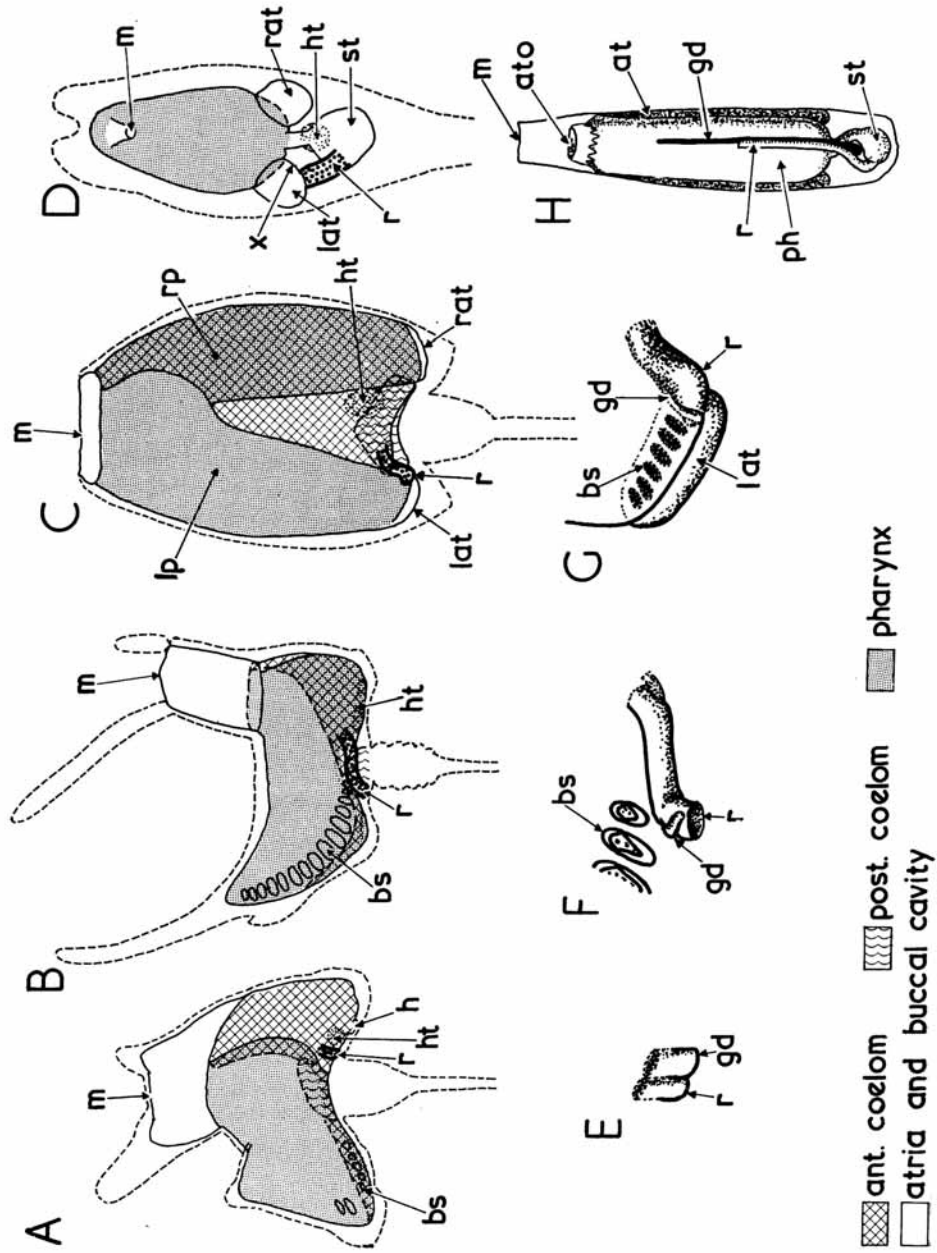 A
m
h
ht
r
bs
B
m
ht
r
bs
C
m
rp
lp
ht
rat
lat
r
D
m
rat
ht
st
x
lat
r
E
gd
r
F
bs
gd
r
G
gd
bs
r
lat
H
m
ato
at
gd
st
r
ph
ant. coelom
post. coelom
pharynx
atria and buccal cavity